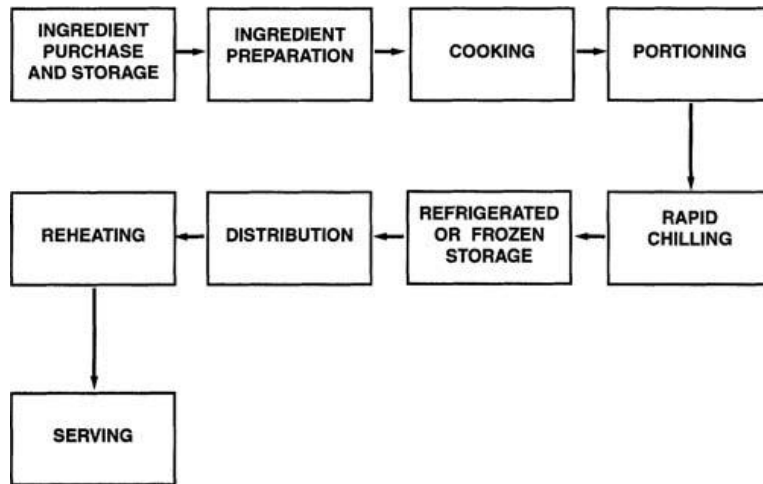 INGREDIENT
PURCHASE
AND STORAGE
INGREDIENT
PREPARATION
COOKING
PORTIONING
RAPID
CHILLING
REFRIGERATED
OR FROZEN
STORAGE
DISTRIBUTION
REHEATING
SERVING